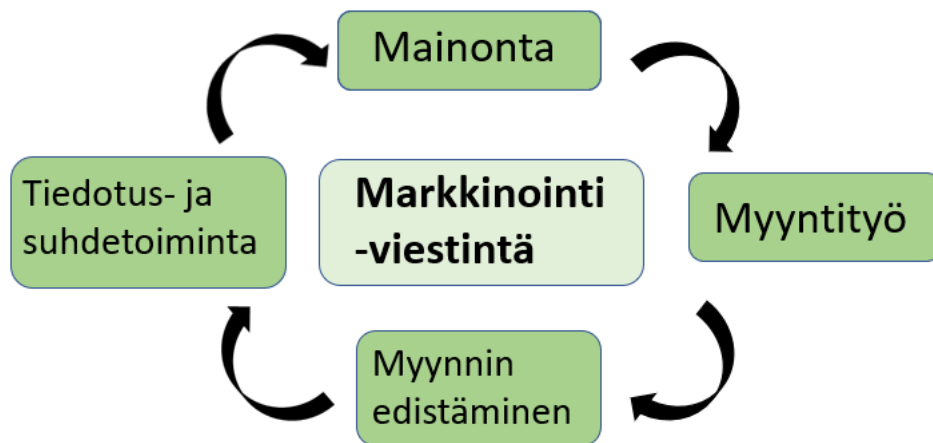 Mainonta
Tiedotus- ja
suhdetoiminta
Markkinointi
-viestintä
Myyntityö
Myynnin
edistäminen